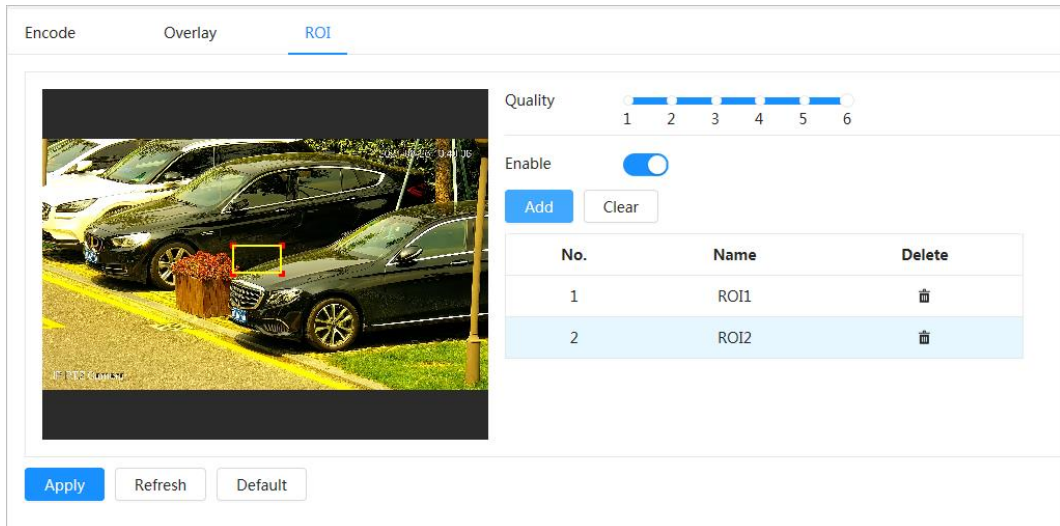 Encode Overlay ROI
Quality
1 2 3 4 5 6
Enable
Add Clear
No. Name Delete
1 ROI1
2 ROI2
Apply Refresh Default